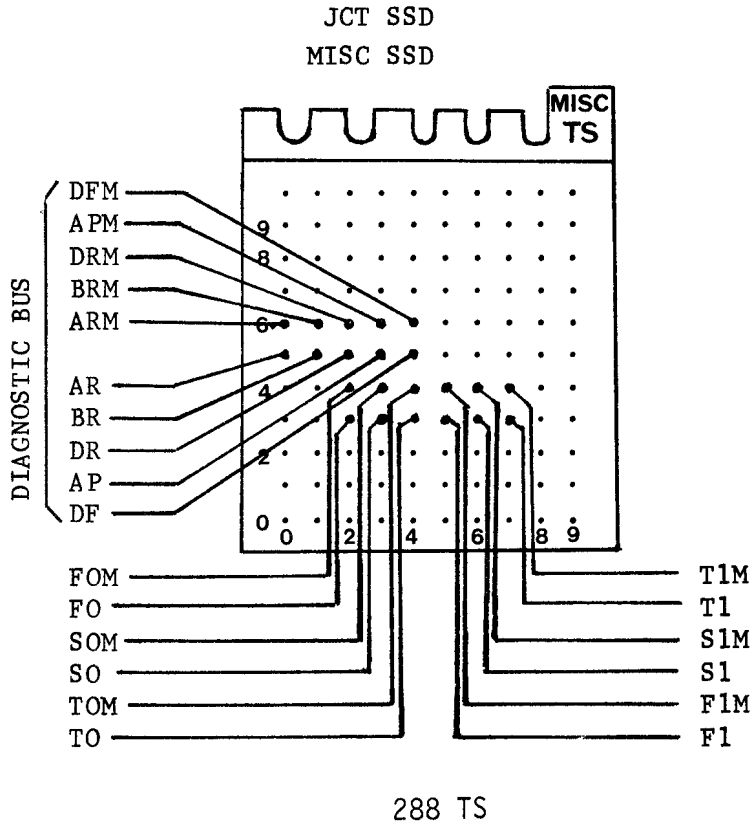 JCT SSD
MISC SSD
MISC
TS
DIAGNOSTIC BUS
DFM
APM
DRM
BRM
ARM
AR
BR
DR
AP
DF
9
8
6
4
2
0
0 2 4 6 8 9
FOM
FO
SOM
SO
TOM
TO
T1M
T1
S1M
S1
F1M
F1
288 TS